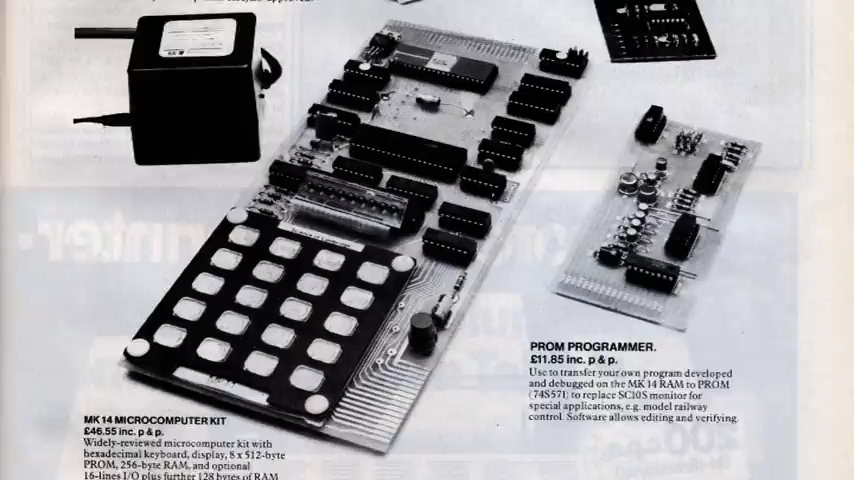 MK 14 MICROCOMPUTER KIT
£46.55 inc. p & p.
Widely-reviewed microcomputer kit with
hexadecimal keyboard, display, 8 x 512-byte
PROM, 256-byte RAM, and optional
16-lines I/O plus further 128 bytes of RAM
PROM PROGRAMMER.
£11.85 inc. p & p.
Use to transfer your own program developed
and debugged on the MK 14 RAM to PROM
(74S571) to replace SCIOS monitor for
special applications, e.g. model railway
control. Software allows editing and verifying.